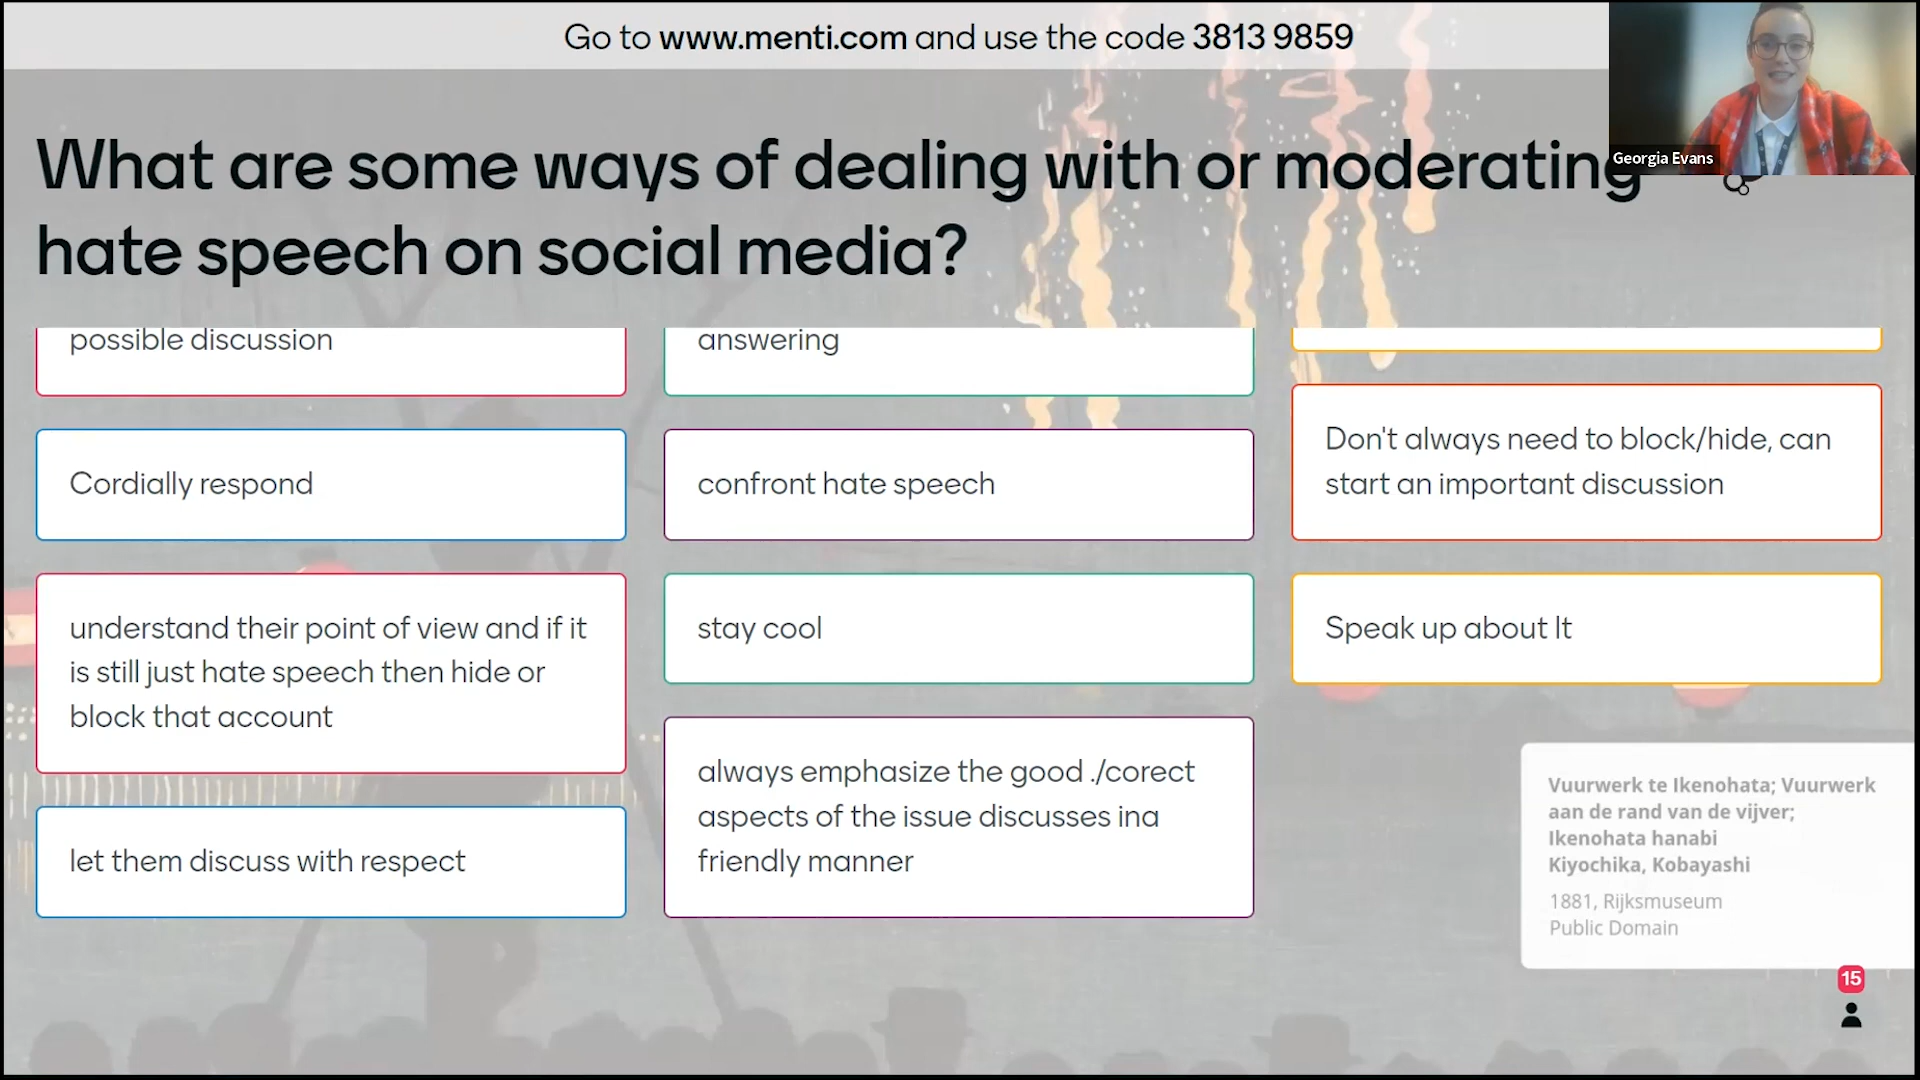 Go to www.menti.com and use the code 3813 9859
Georgia Evans
What are some ways of dealing with or moderating
hate speech on social media?
possible discussion
Cordially respond
understand their point of view and if it
is still just hate speech then hide or
block that account
let them discuss with respect
answering
confront hate speech
stay cool
always emphasize the good ./corect
aspects of the issue discusses ina
friendly manner
Don't always need to block/hide, can
start an important discussion
Speak up about It
Vuurwerk te Ikenohata; Vuurwerk
aan de rand van de vijver;
Ikenohata hanabi
Kiyochika, Kobayashi
1881, Rijksmuseum
Public Domain
15